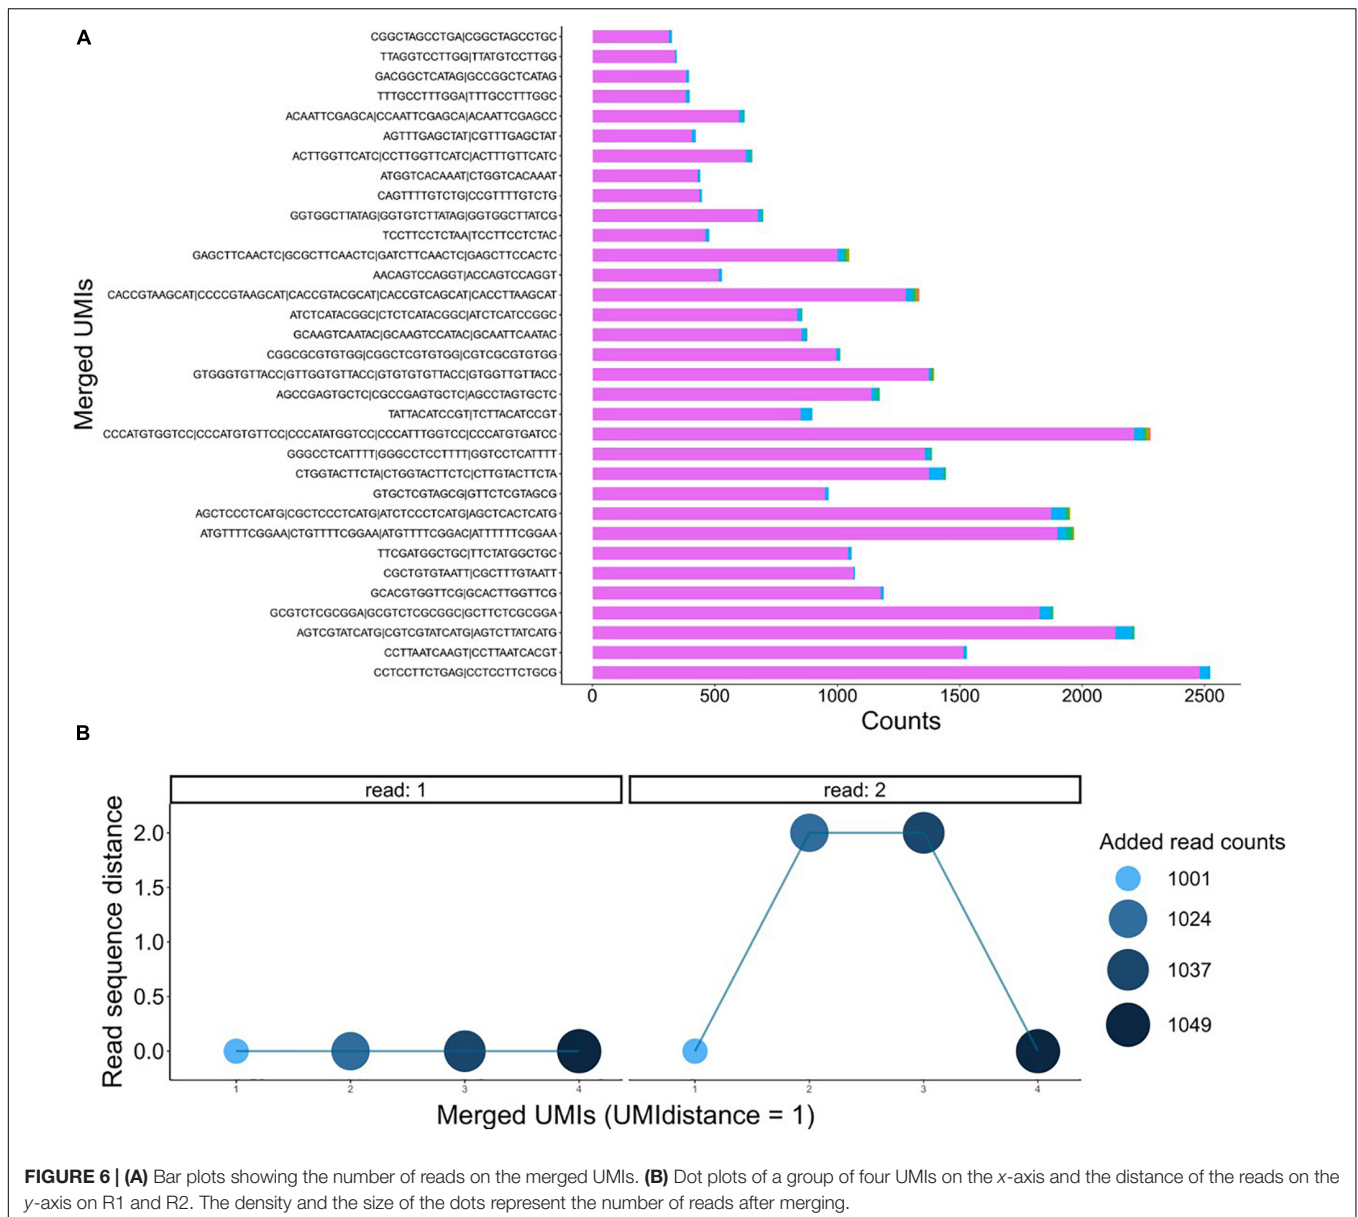 A
CGGCTAGCCTGA|CGGCTAGCCTGC
TTAGGTCCTTGG|TTATGTCCTTGG
GACGGCTCATAG|GCCGGCTCATAG
TTTGCCTTTGGA|TTTGCCTTTGGC
ACAATTCGAGCA|CCAATTCGAGCA|ACAATTCGAGCC
AGTTTGAGCTAT|CGTTTGAGCTAT
ACTTGGTTCATC|CCTTGGTTCATC|ACTTTGTTCATC
ATGGTCACAAAT|CTGGTCACAAAT
CAGTTTTGTCTG|CCGTTTTGTCTG
GGTGGCTTATAG|GGTGTCTTATAG|GGTGGCTTATCG
TCCTTCCTCTAA|TCCTTCCTCTAC
GAGCTTCAACTC|GCGCTTCAACTC|GATCTTCAACTC|GAGCTTCCACTC
AACAGTCCAGGT|ACCAGTCCAGGT
CACCGTAAGCAT|CCCCGTAAGCAT|CACCGTACGCAT|CACCGTCAGCAT|CACCTTAAGCAT
ATCTCATACGGC|CTCTCATACGGC|ATCTCATCCGGC
GCAAGTCAATAC|GCAAGTCCATAC|GCAATTCAATAC
CGGCGCGTGTGG|CGGCTCGTGTGG|CGTCGCGTGTGG
GTGGGTGTTACC|GTTGGTGTTACC|GTGTGTGTTACC|GTGGTTGTTACC
AGCCGAGTGCTC|CGCCGAGTGCTC|AGCCTAGTGCTC
TATTACATCCGT|TCTTACATCCGT
CCCATGTGGTCC|CCCATGTGTTCC|CCCATATGGTCC|CCCATTTGGTCC|CCCATGTGATCC
GGGCCTCATTTT|GGGCCTCCTTTT|GGTCCTCATTTT
CTGGTACTTCTA|CTGGTACTTCTC|CTTGTACTTCTA
GTGCTCGTAGCG|GTTCTCGTAGCG
AGCTCCCTCATG|CGCTCCCTCATG|ATCTCCCTCATG|AGCTCACTCATG
ATGTTTTCGGAA|CTGTTTTCGGAA|ATGTTTTCGGAC|ATTTTTTCGGAA
TTCGATGGCTGC|TTCTATGGCTGC
CGCTGTGTAATT|CGCTTTGTAATT
GCACGTGGTTCG|GCACTTGGTTCG
GCGTCTCGCGGA|GCGTCTCGCGGC|GCTTCTCGCGGA
AGTCGTATCATG|CGTCGTATCATG|AGTCTTATCATG
CCTTAATCAAGT|CCTTAATCACGT
CCTCCTTCTGAG|CCTCCTTCTGCG
Merged UMIs
0 500 1000 1500 2000 2500
Counts
B
read: 1 read: 2
Read sequence distance
2.0
1.5
1.0
0.5
0.0
1 2 3 4 1 2 3 4
Merged UMIs (UMIdistance = 1)
Added read counts
1001
1024
1037
1049
FIGURE 6 | (A) Bar plots showing the number of reads on the merged UMIs. (B) Dot plots of a group of four UMIs on the x-axis and the distance of the reads on the
y-axis on R1 and R2. The density and the size of the dots represent the number of reads after merging.